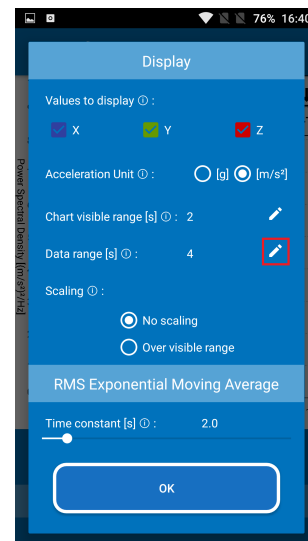 76% 16:40
Display
Values to display ⓘ :
X Y Z
Acceleration Unit ⓘ : [g] [m/s²]
Chart visible range [s] ⓘ : 2
Data range [s] ⓘ : 4
Scaling ⓘ :
No scaling
Over visible range
RMS Exponential Moving Average
Time constant [s] ⓘ : 2.0
OK
Power Spectral Density [(m/s²)²/Hz]